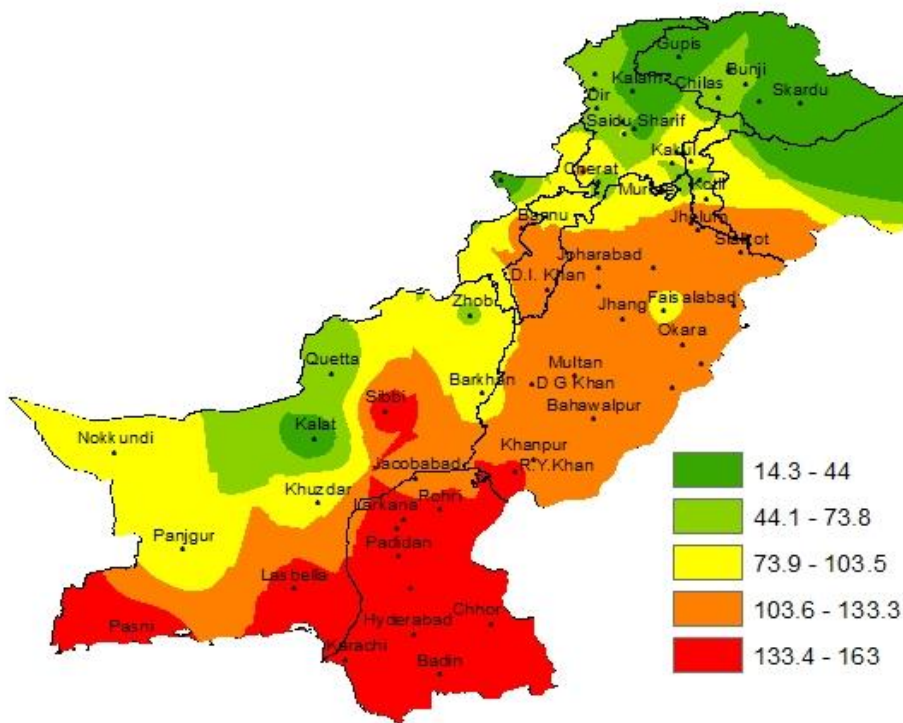 Gupis
Bunji
Kalam
Chilas
Skardu
Dir
Saidu Sharif
Kakul
Cherat
Murree
Kotli
Bannu
Jhelum
Sialkot
Joharabad
D.I. Khan
Zhob
Faisalabad
Jhang
Okara
Quetta
Multan
Barkhan
D G Khan
Sibbi
Bahawalpur
Kalat
Nokkundi
Khanpur
Jacobabad
R.Y.Khan
14.3 - 44
Khuzdar
Rohri
Larkana
44.1 - 73.8
Panjgur
Padidan
73.9 - 103.5
Lasbella
Chhor
103.6 - 133.3
Pasni
Hyderabad
Karachi
133.4 - 163
Badin